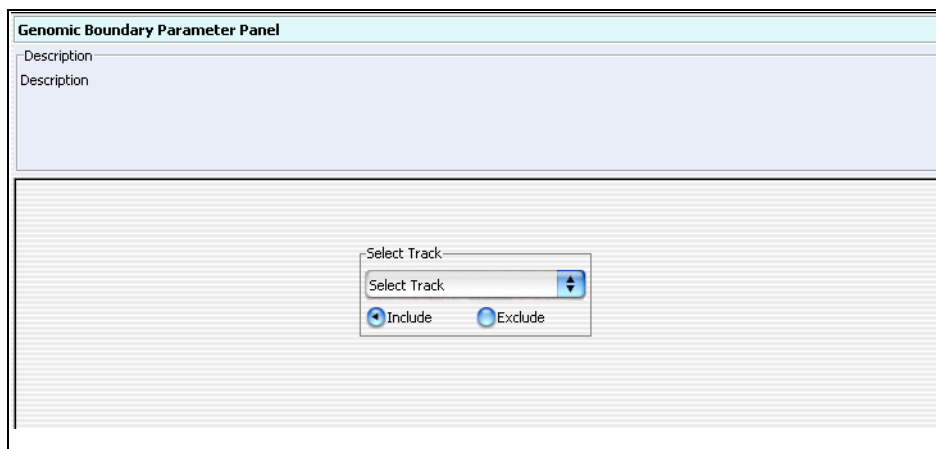 Genomic Boundary Parameter Panel
Description
Description
Select Track
Select Track
Include Exclude